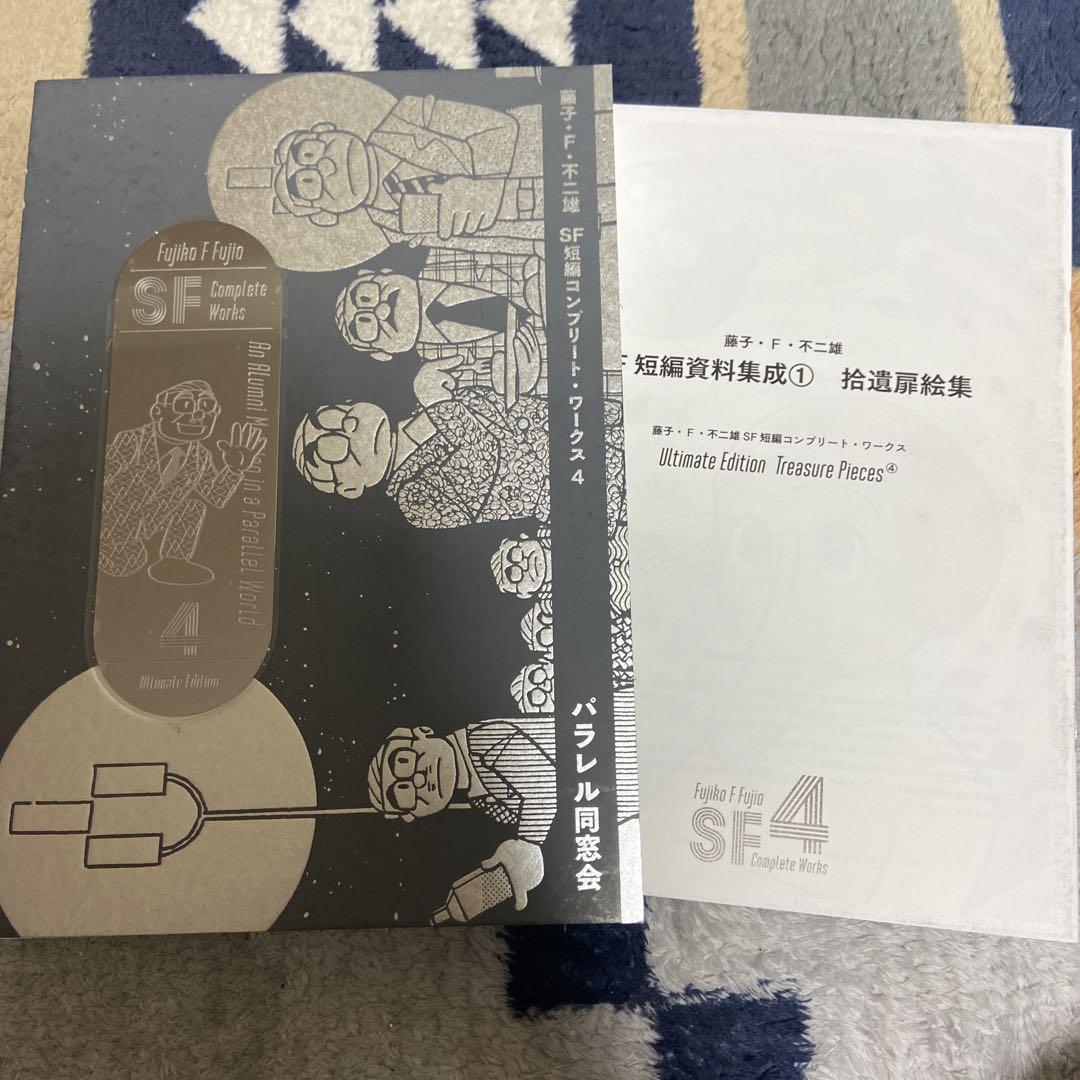 藤子・F・不二雄 SF短編コンプリート・ワークス 4
パラレル同窓会
Fujiko F Fujio
SF Complete
Works
An Alumni
in a Parallel World
4
Ultimate Edition
藤子・F・不二雄
短編資料集成① 拾遺扉絵集
藤子・F・不二雄SF短編コンプリート・ワークス
Ultimate Edition Treasure Pieces④
Fujiko F Fujio
SF 4
Complete Works